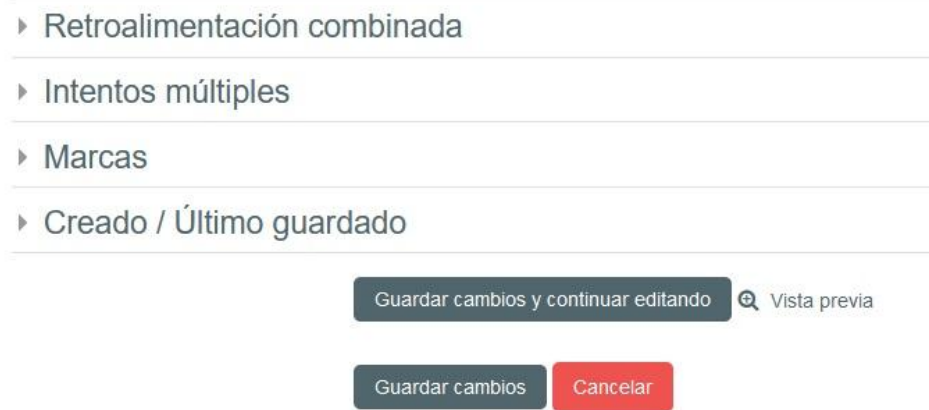 Retroalimentación combinada
Intentos múltiples
Marcas
Creado / Último guardado
Guardar cambios y continuar editando Vista previa
Guardar cambios Cancelar